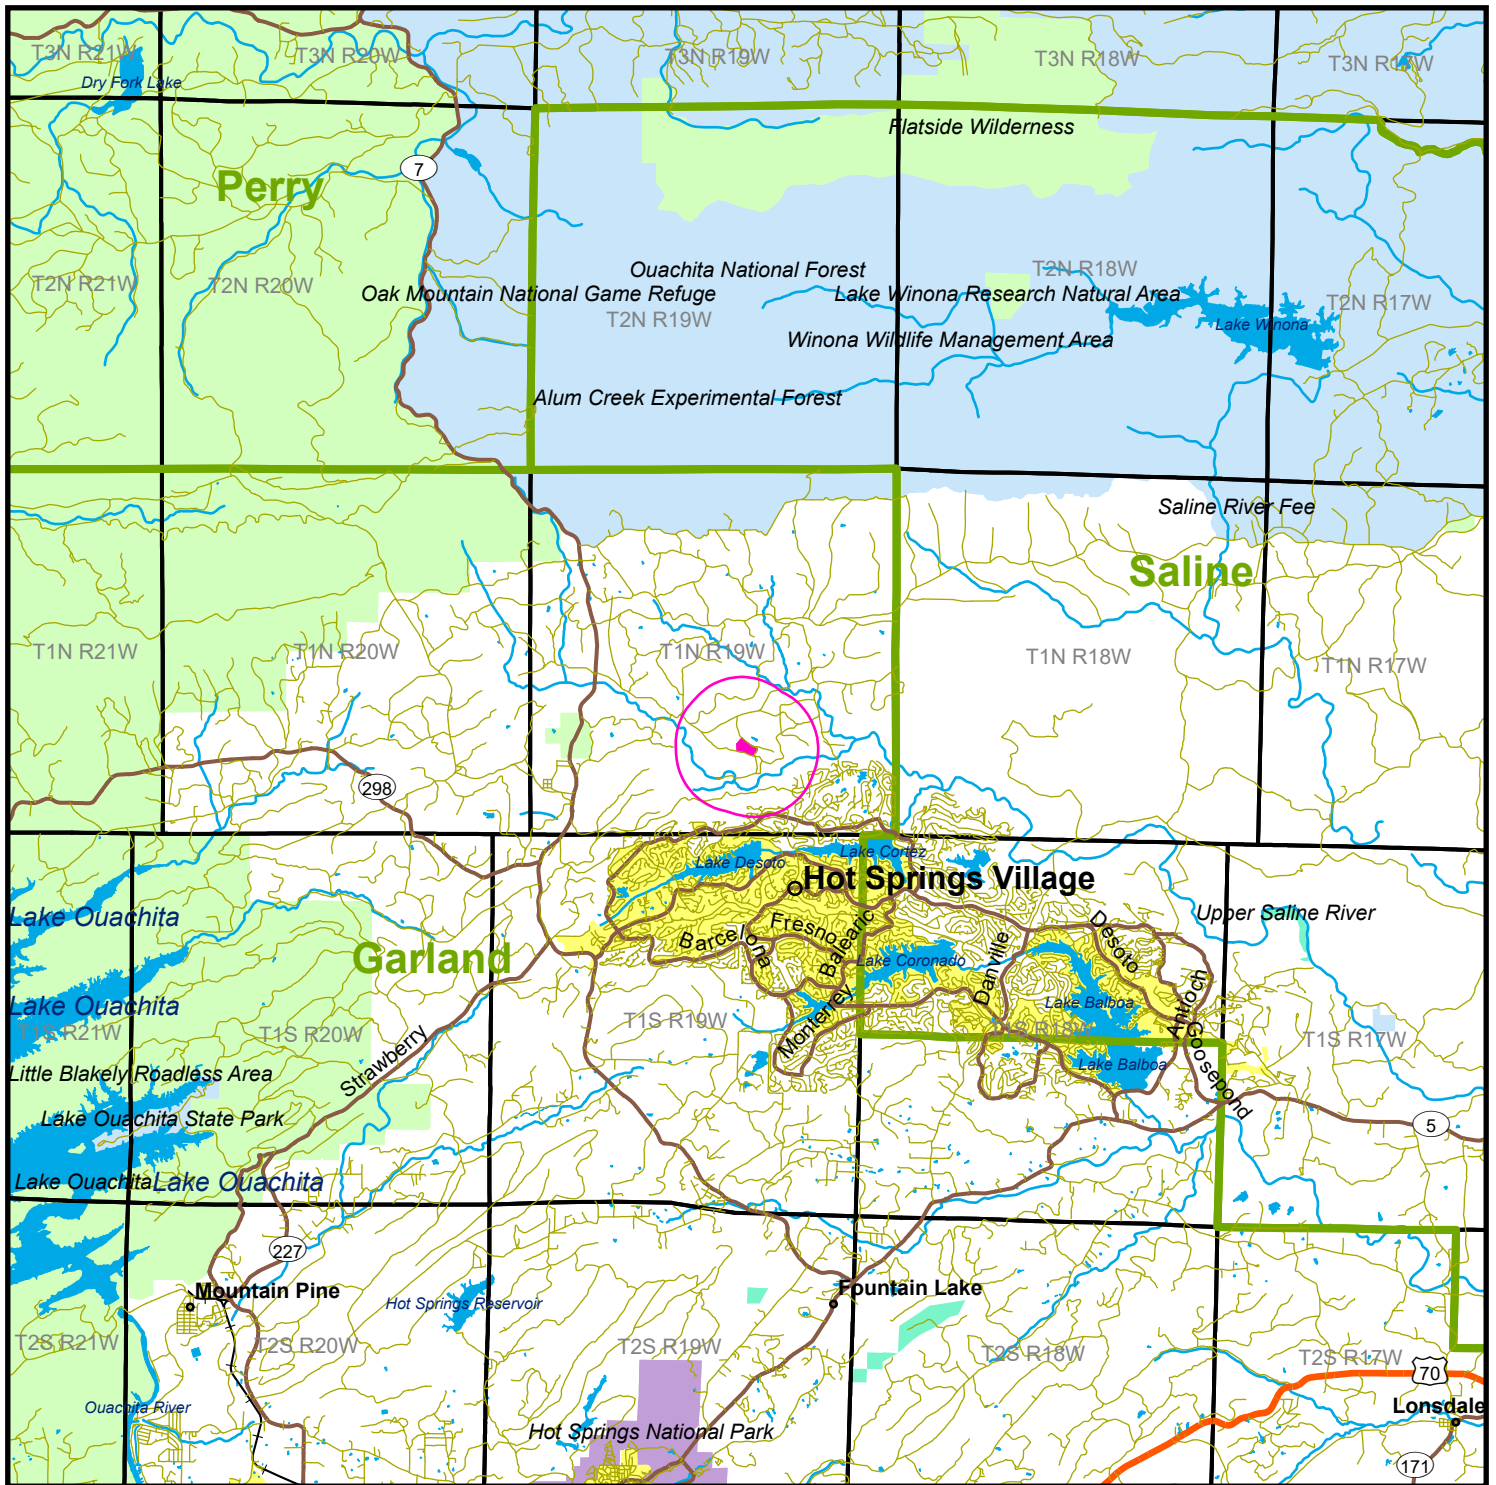 T3N R21W
T3N R20W
T3N R19W
T3N R18W
T3N R17W
Dry Fork Lake
Flatside Wilderness
7
Perry
Ouachita National Forest
T2N R18W
T2N R21W
T2N R20W
Oak Mountain National Game Refuge
Lake Winona Research Natural Area
T2N R17W
T2N R19W
Lake Winona
Winona Wildlife Management Area
Alum Creek Experimental Forest
Saline River Fee
Saline
T1N R21W
T1N R20W
T1N R19W
T1N R18W
T1N R17W
298
Lake Desoto
Lake Cortez
Hot Springs Village
Lake Ouachita
Upper Saline River
Garland
Barcelona
Fresno
Balearic
Desoto
Danville
Lake Coronado
Lake Ouachita
Lake Balboa
Antioch
Monterrey
T1S R21W
T1S R20W
T1S R19W
T1S R18W
T1S R17W
Strawberry
Goosepond
Lake Balboa
Little Blakely Roadless Area
Lake Ouachita State Park
5
Lake Ouachita
Lake Ouachita
227
Mountain Pine
Hot Springs Reservoir
Fountain Lake
T2S R21W
T2S R20W
T2S R19W
T2S R18W
T2S R17W
70
Ouachita River
Lonsdale
Hot Springs National Park
171